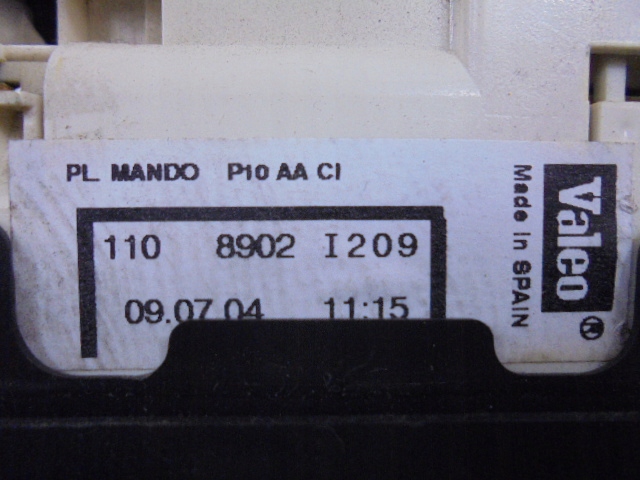 PL. MANDO P10 AA CI
110 8902 I209
09.07.04 11:15
Valeo ®
Made in SPAIN